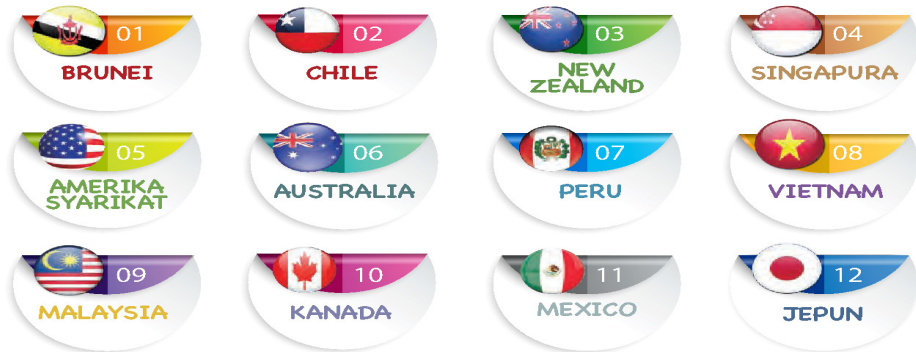 01
BRUNEI
02
CHILE
03
NEW
ZEALAND
04
SINGAPURA
05
AMERIKA
SYARIKAT
06
AUSTRALIA
07
PERU
08
VIETNAM
09
MALAYSIA
10
KANADA
11
MEXICO
12
JEPUN